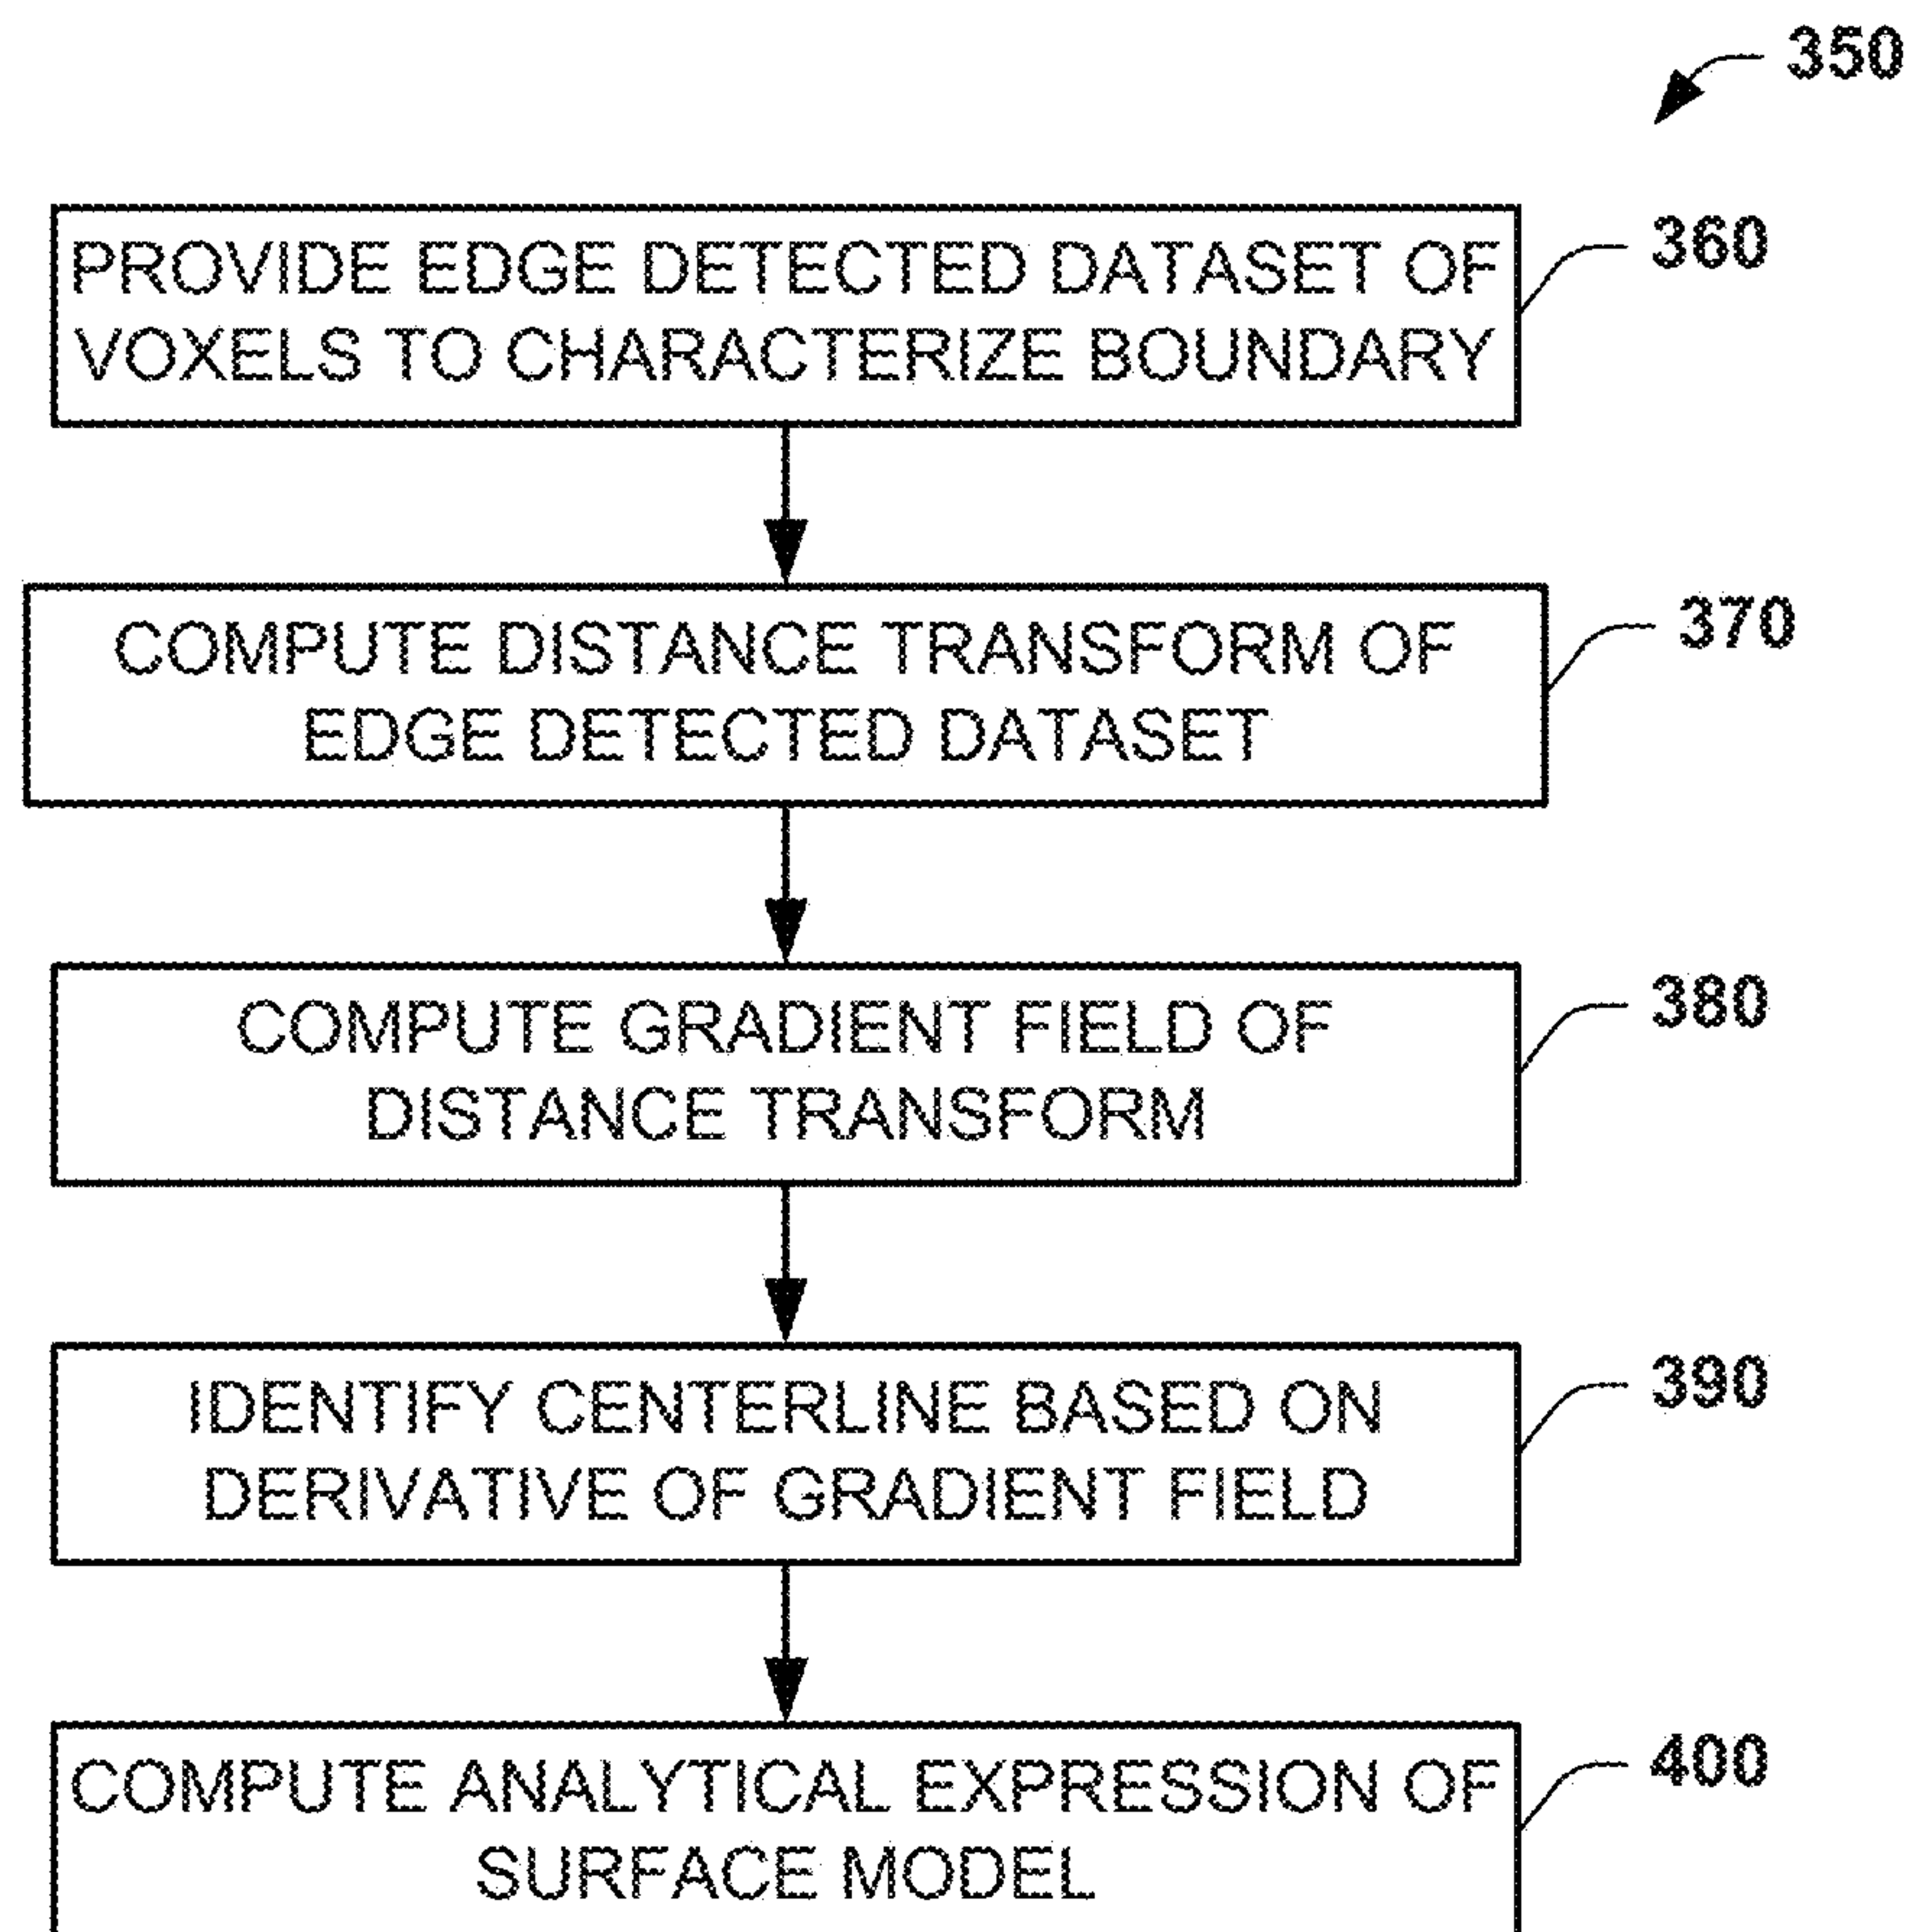 350
PROVIDE EDGE DETECTED DATASET OF
VOXELS TO CHARACTERIZE BOUNDARY
360
COMPUTE DISTANCE TRANSFORM OF
EDGE DETECTED DATASET
370
COMPUTE GRADIENT FIELD OF
DISTANCE TRANSFORM
380
IDENTIFY CENTERLINE BASED ON
DERIVATIVE OF GRADIENT FIELD
390
COMPUTE ANALYTICAL EXPRESSION OF
SURFACE MODEL
400